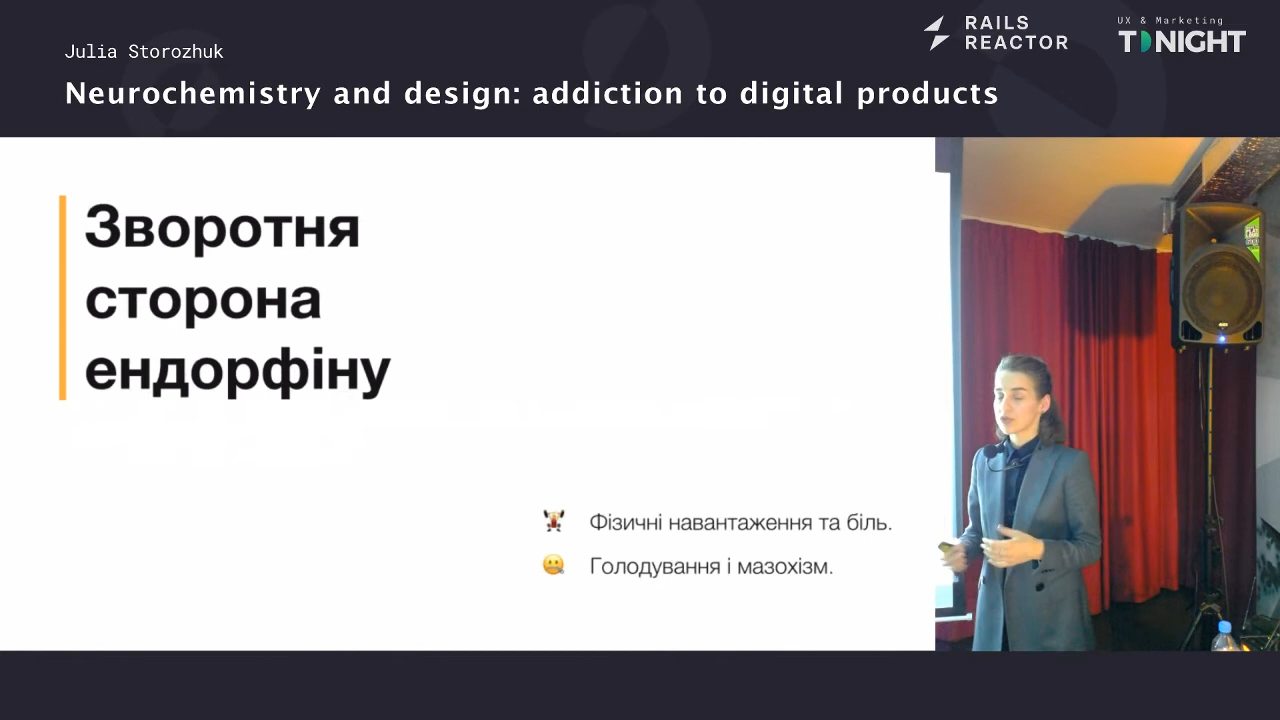 Julia Storozhuk
Neurochemistry and design: addiction to digital products
RAILS
REACTOR
UX & Marketing
TONIGHT
Зворотня
сторона
ендорфіну
Фізичні навантаження та біль.
Голодування і мазохізм.